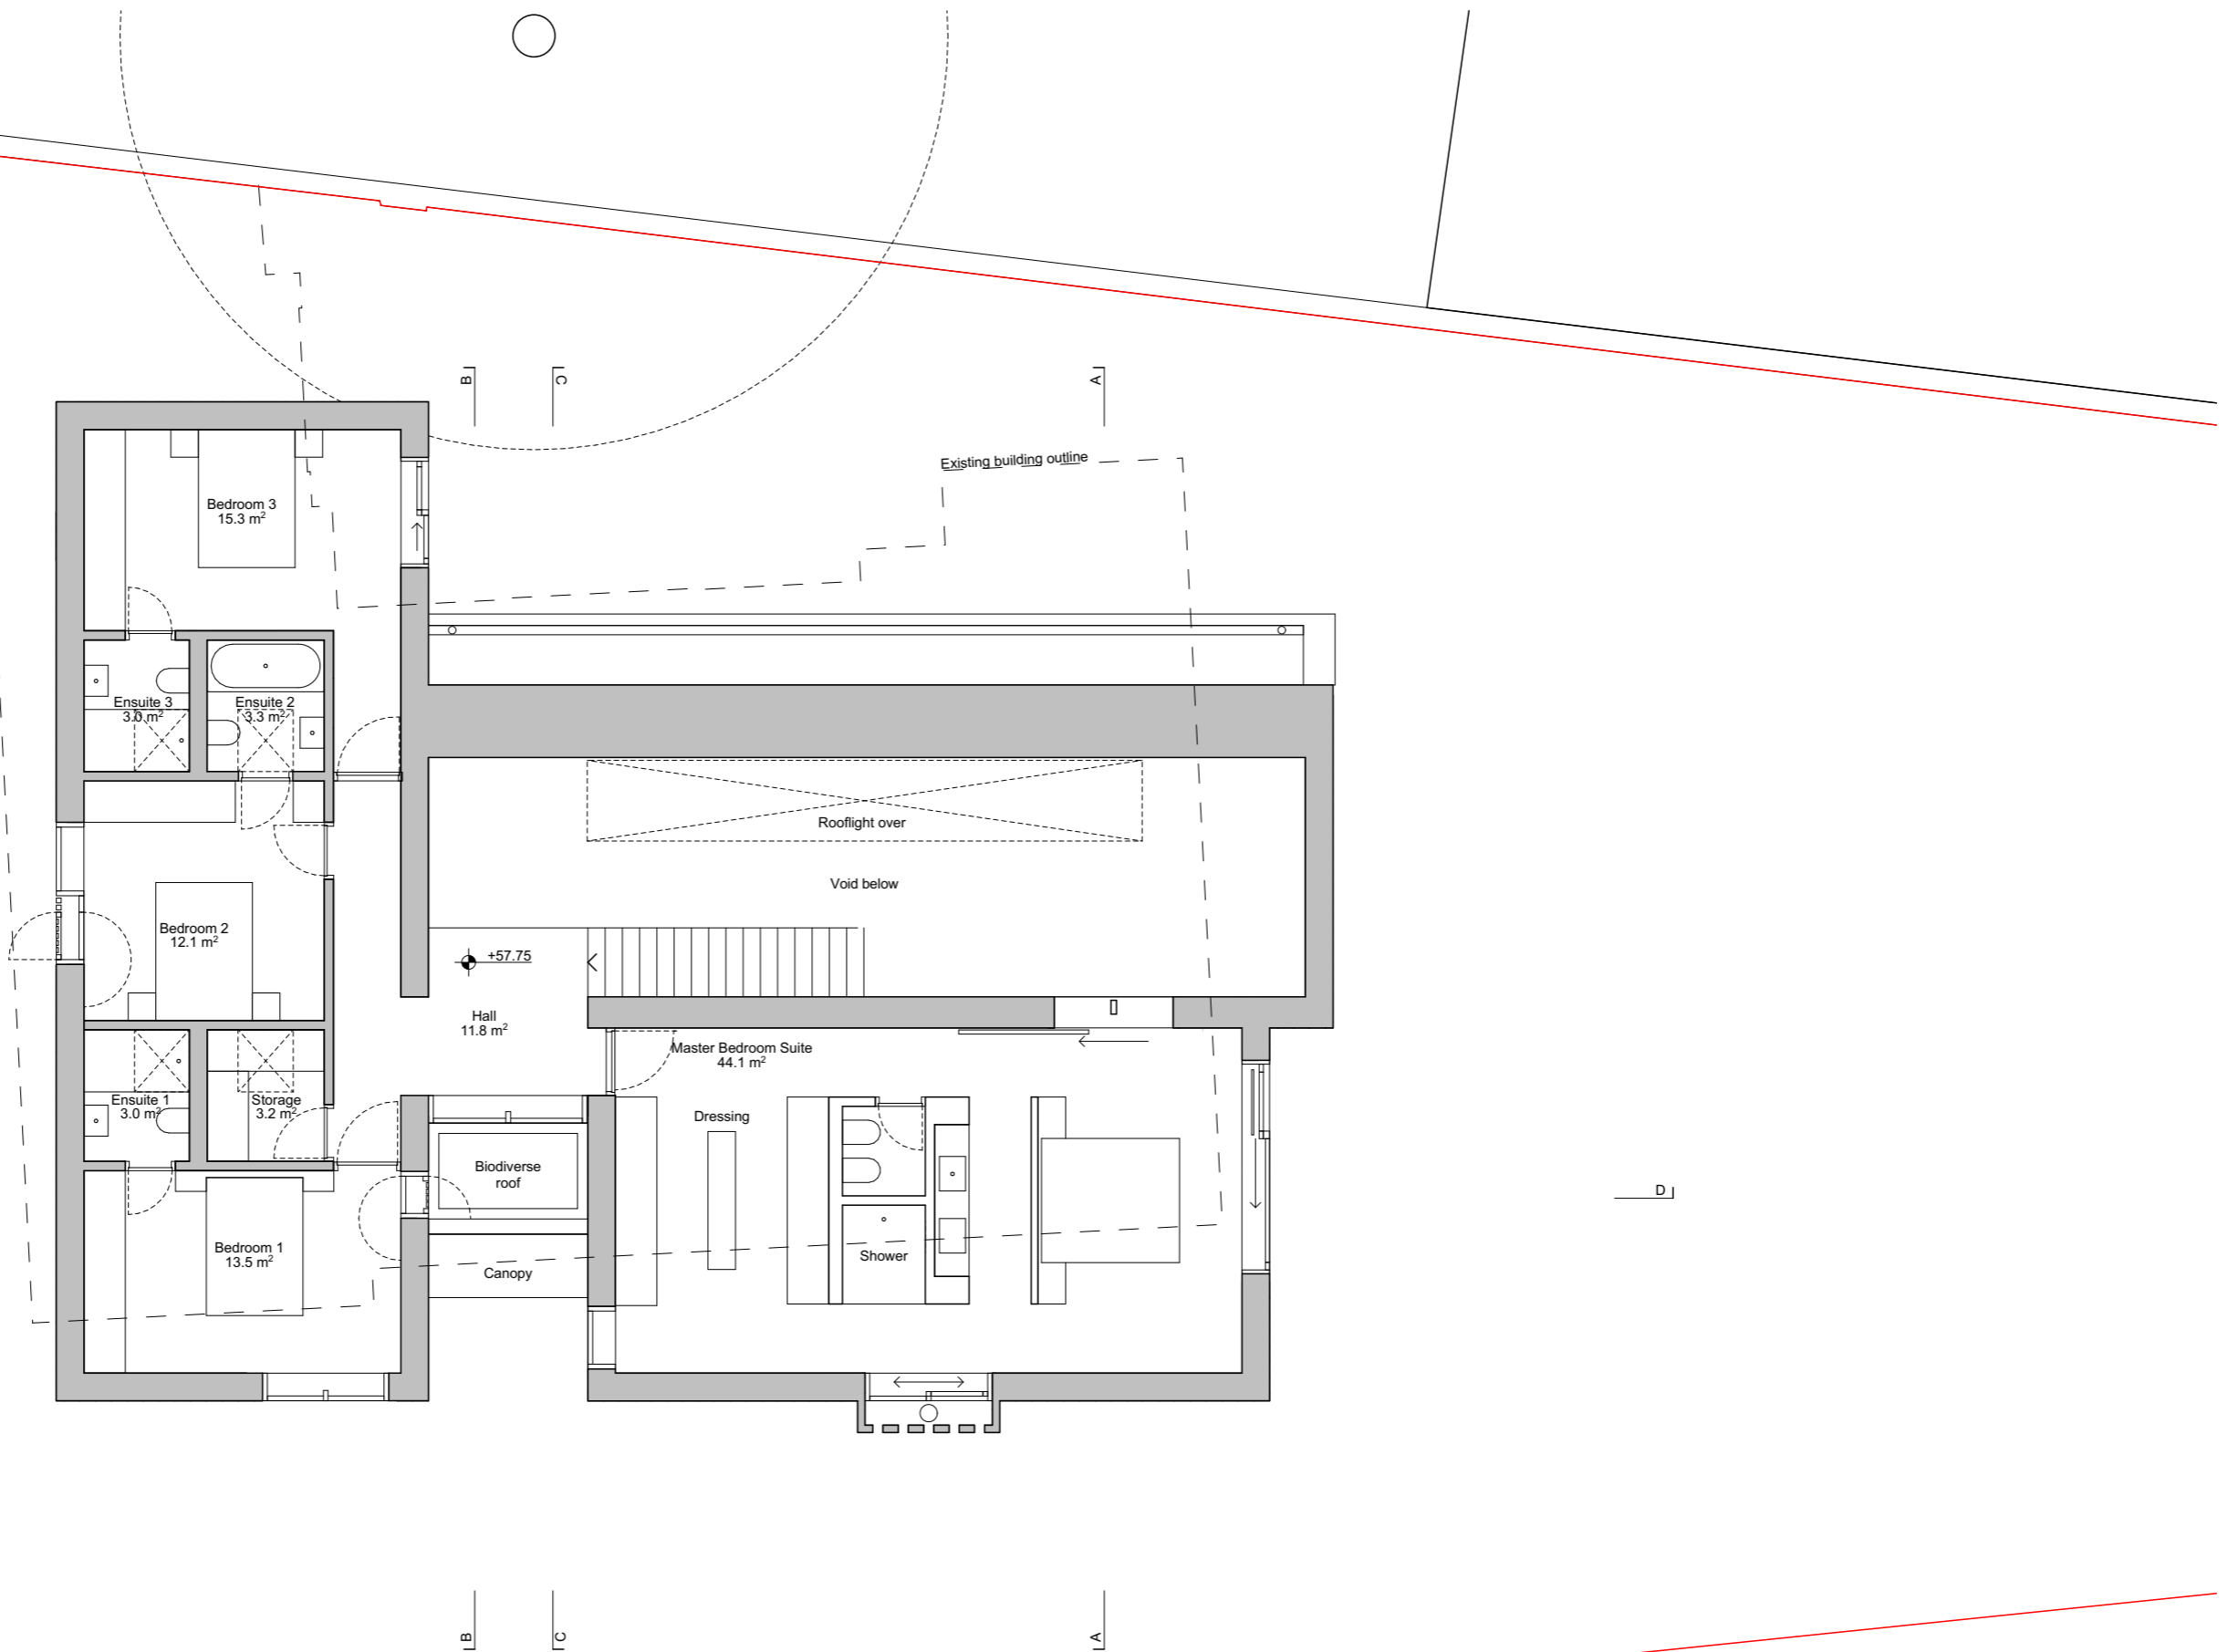 B
C
A
Existing building outline
Bedroom 3
15.3 m²
Ensuite 3
3.0 m²
Ensuite 2
3.3 m²
Rooflight over
Void below
Bedroom 2
12.1 m²
+57.75
Hall
11.8 m²
Master Bedroom Suite
44.1 m²
Ensuite 1
3.0 m²
Storage
3.2 m²
Dressing
Biodiverse
roof
D
Bedroom 1
13.5 m²
Shower
Canopy
B
C
A